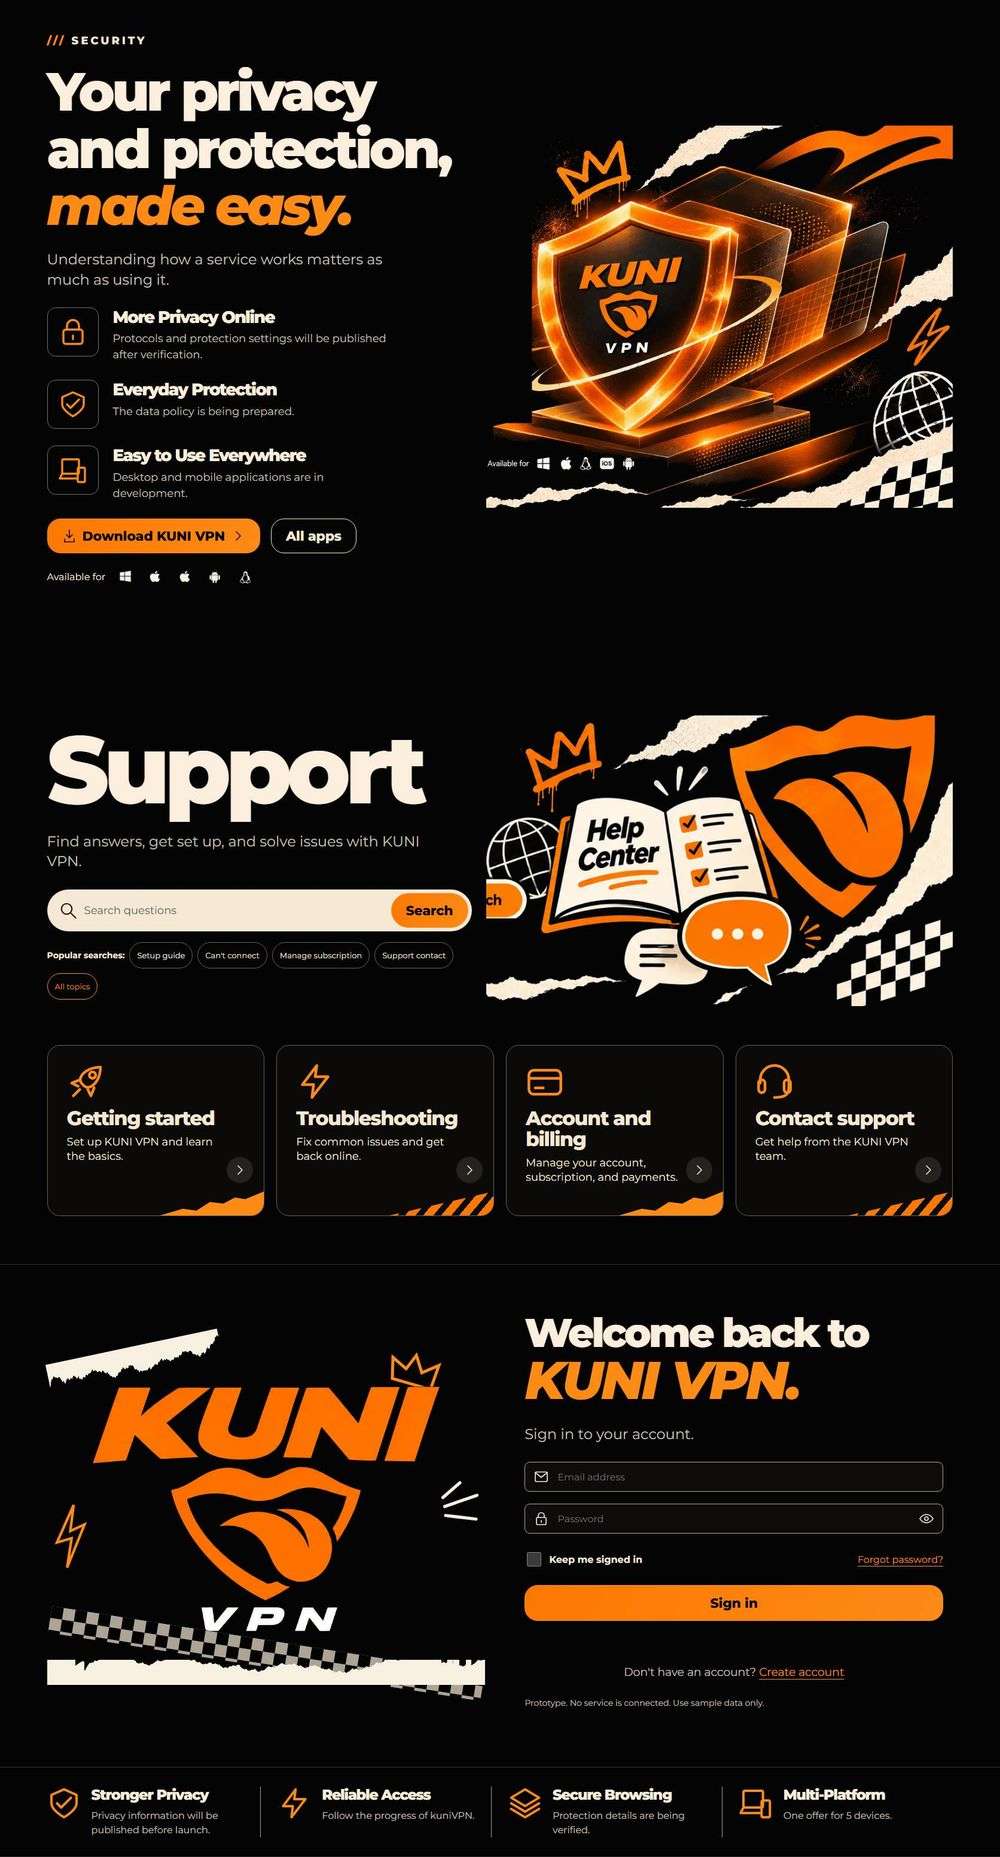 /// SECURITY
Your privacy
and protection,
made easy.
Understanding how a service works matters as
much as using it.
More Privacy Online
Protocols and protection settings will be published
after verification.
Everyday Protection
The data policy is being prepared.
Easy to Use Everywhere
Desktop and mobile applications are in
development.
Download KUNI VPN
All apps
Available for
KUNI
VPN
Available for
iOS
Support
Find answers, get set up, and solve issues with KUNI
VPN.
Search questions
Search
Popular searches:
Setup guide
Can't connect
Manage subscription
Support contact
All topics
Help
Center
ch
Getting started
Set up KUNI VPN and learn
the basics.
Troubleshooting
Fix common issues and get
back online.
Account and
billing
Manage your account,
subscription, and payments.
Contact support
Get help from the KUNI VPN
team.
KUNI
VPN
Welcome back to
KUNI VPN.
Sign in to your account.
Email address
Password
Keep me signed in
Forgot password?
Sign in
Don't have an account? Create account
Prototype. No service is connected. Use sample data only.
Stronger Privacy
Privacy information will be
published before launch.
Reliable Access
Follow the progress of kuniVPN.
Secure Browsing
Protection details are being
verified.
Multi-Platform
One offer for 5 devices.